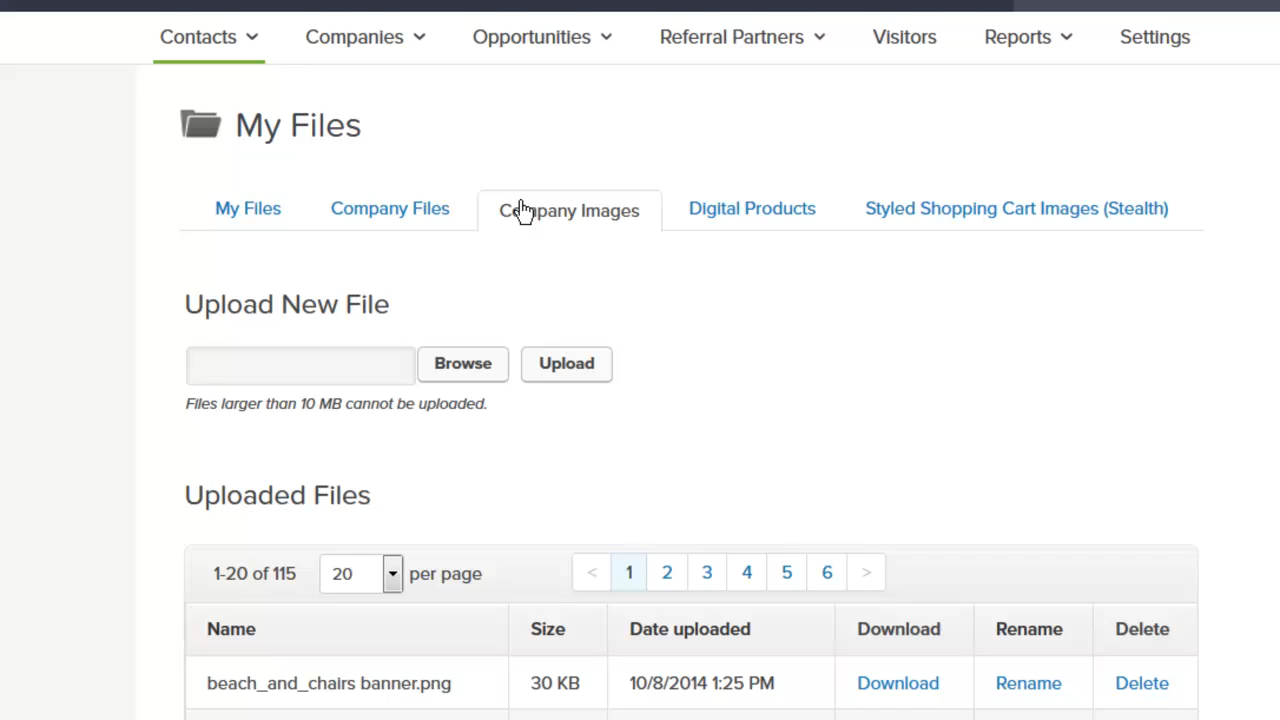 Contacts Companies Opportunities Referral Partners Visitors Reports Settings
My Files
My Files Company Files Company Images Digital Products Styled Shopping Cart Images (Stealth)
Upload New File
Browse Upload
Files larger than 10 MB cannot be uploaded.
Uploaded Files
1-20 of 115 20 per page < 1 2 3 4 5 6 >
Name Size Date uploaded Download Rename Delete
beach_and_chairs banner.png 30 KB 10/8/2014 1:25 PM Download Rename Delete